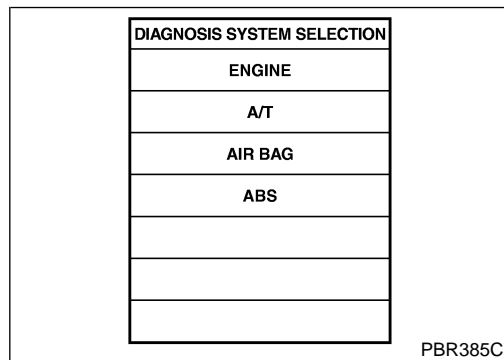 DIAGNOSIS SYSTEM SELECTION
ENGINE
A/T
AIR BAG
ABS
PBR385C